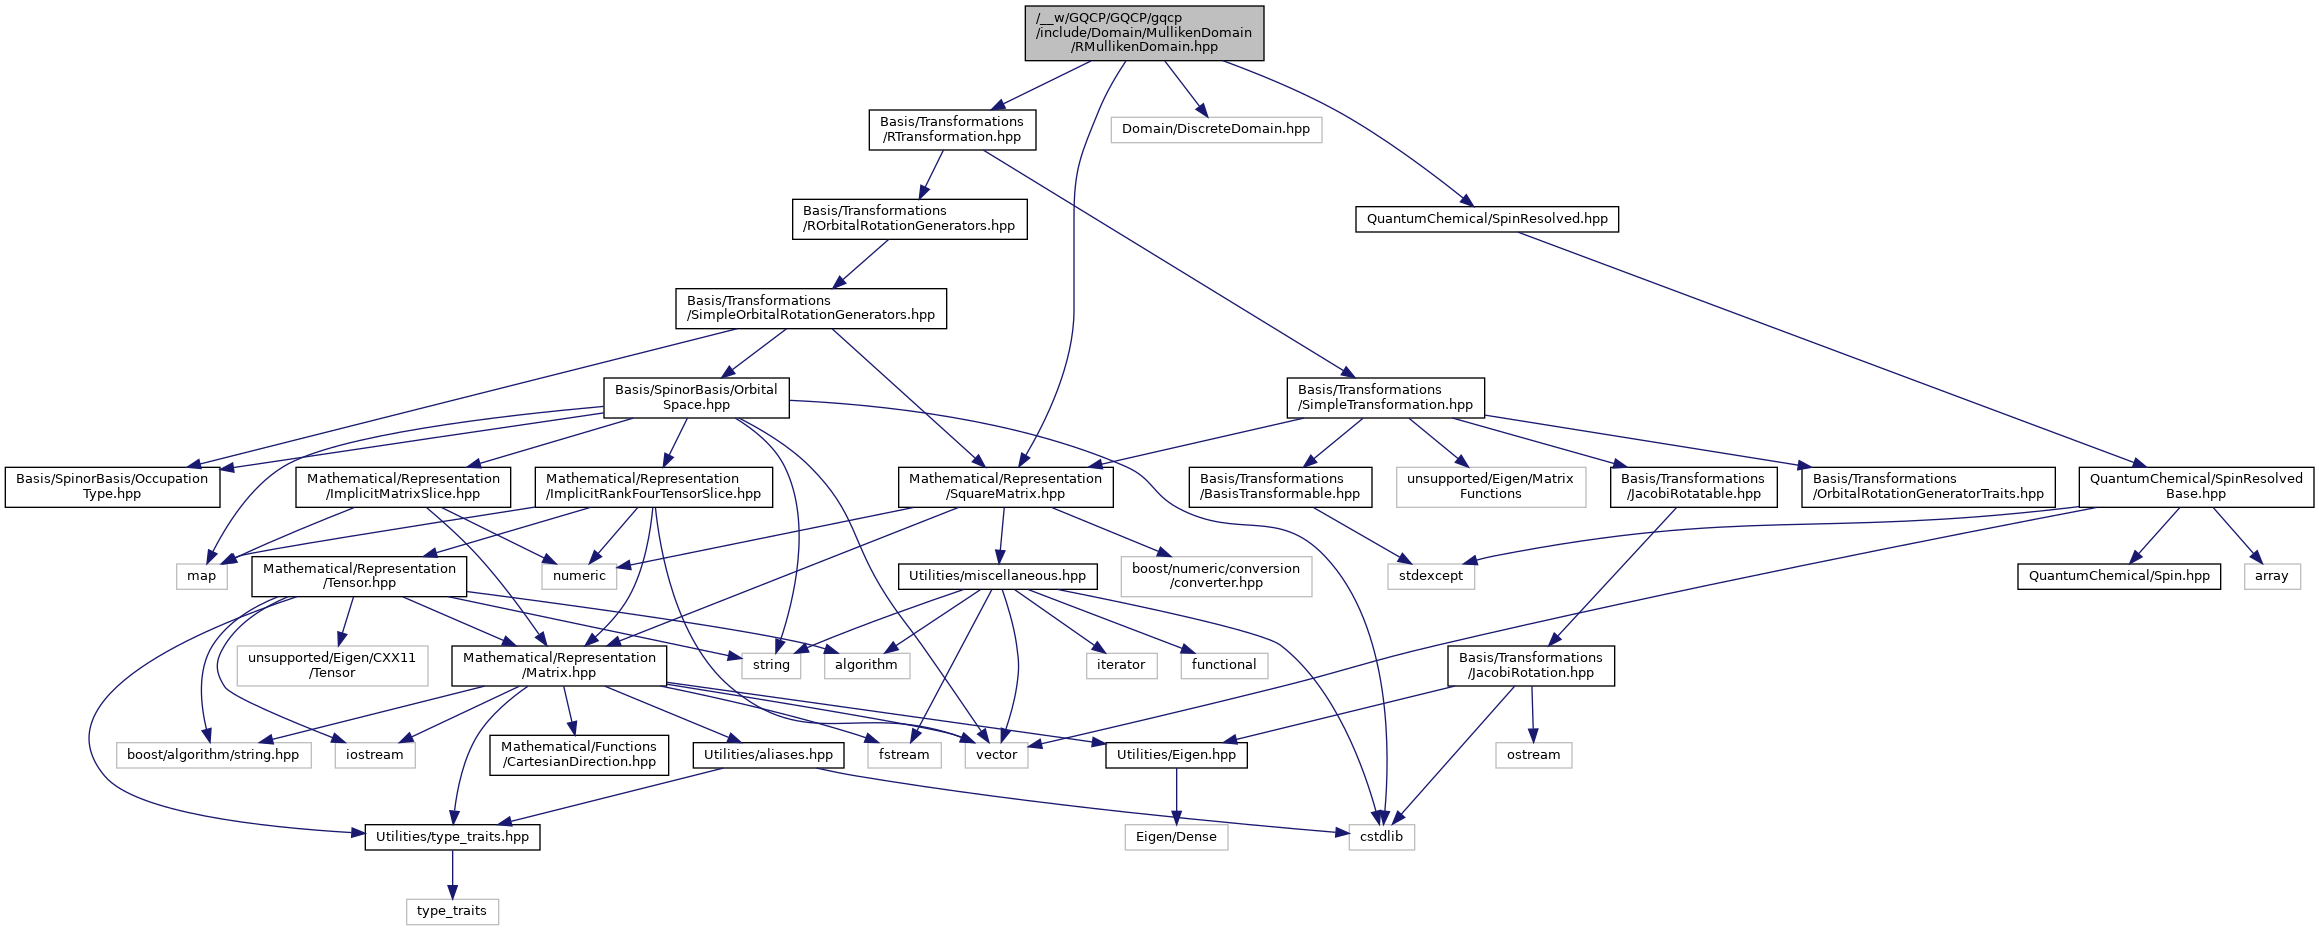 /__w/GQCP/GQCP/gqcp
/include/Domain/MullikenDomain
/RMullikenDomain.hpp
Basis/Transformations
/RTransformation.hpp
Domain/DiscreteDomain.hpp
Basis/Transformations
/ROrbitalRotationGenerators.hpp
QuantumChemical/SpinResolved.hpp
Basis/Transformations
/SimpleOrbitalRotationGenerators.hpp
Basis/SpinorBasis/Orbital
Space.hpp
Basis/Transformations
/SimpleTransformation.hpp
Basis/SpinorBasis/Occupation
Type.hpp
Mathematical/Representation
/ImplicitMatrixSlice.hpp
Mathematical/Representation
/ImplicitRankFourTensorSlice.hpp
Mathematical/Representation
/SquareMatrix.hpp
Basis/Transformations
/BasisTransformable.hpp
unsupported/Eigen/Matrix
Functions
Basis/Transformations
/JacobiRotatable.hpp
Basis/Transformations
/OrbitalRotationGeneratorTraits.hpp
QuantumChemical/SpinResolved
Base.hpp
map
Mathematical/Representation
/Tensor.hpp
numeric
Utilities/miscellaneous.hpp
boost/numeric/conversion
/converter.hpp
stdexcept
QuantumChemical/Spin.hpp
array
unsupported/Eigen/CXX11
/Tensor
Mathematical/Representation
/Matrix.hpp
string
algorithm
iterator
functional
Basis/Transformations
/JacobiRotation.hpp
boost/algorithm/string.hpp
iostream
Mathematical/Functions
/CartesianDirection.hpp
Utilities/aliases.hpp
fstream
vector
Utilities/Eigen.hpp
ostream
Utilities/type_traits.hpp
Eigen/Dense
cstdlib
type_traits